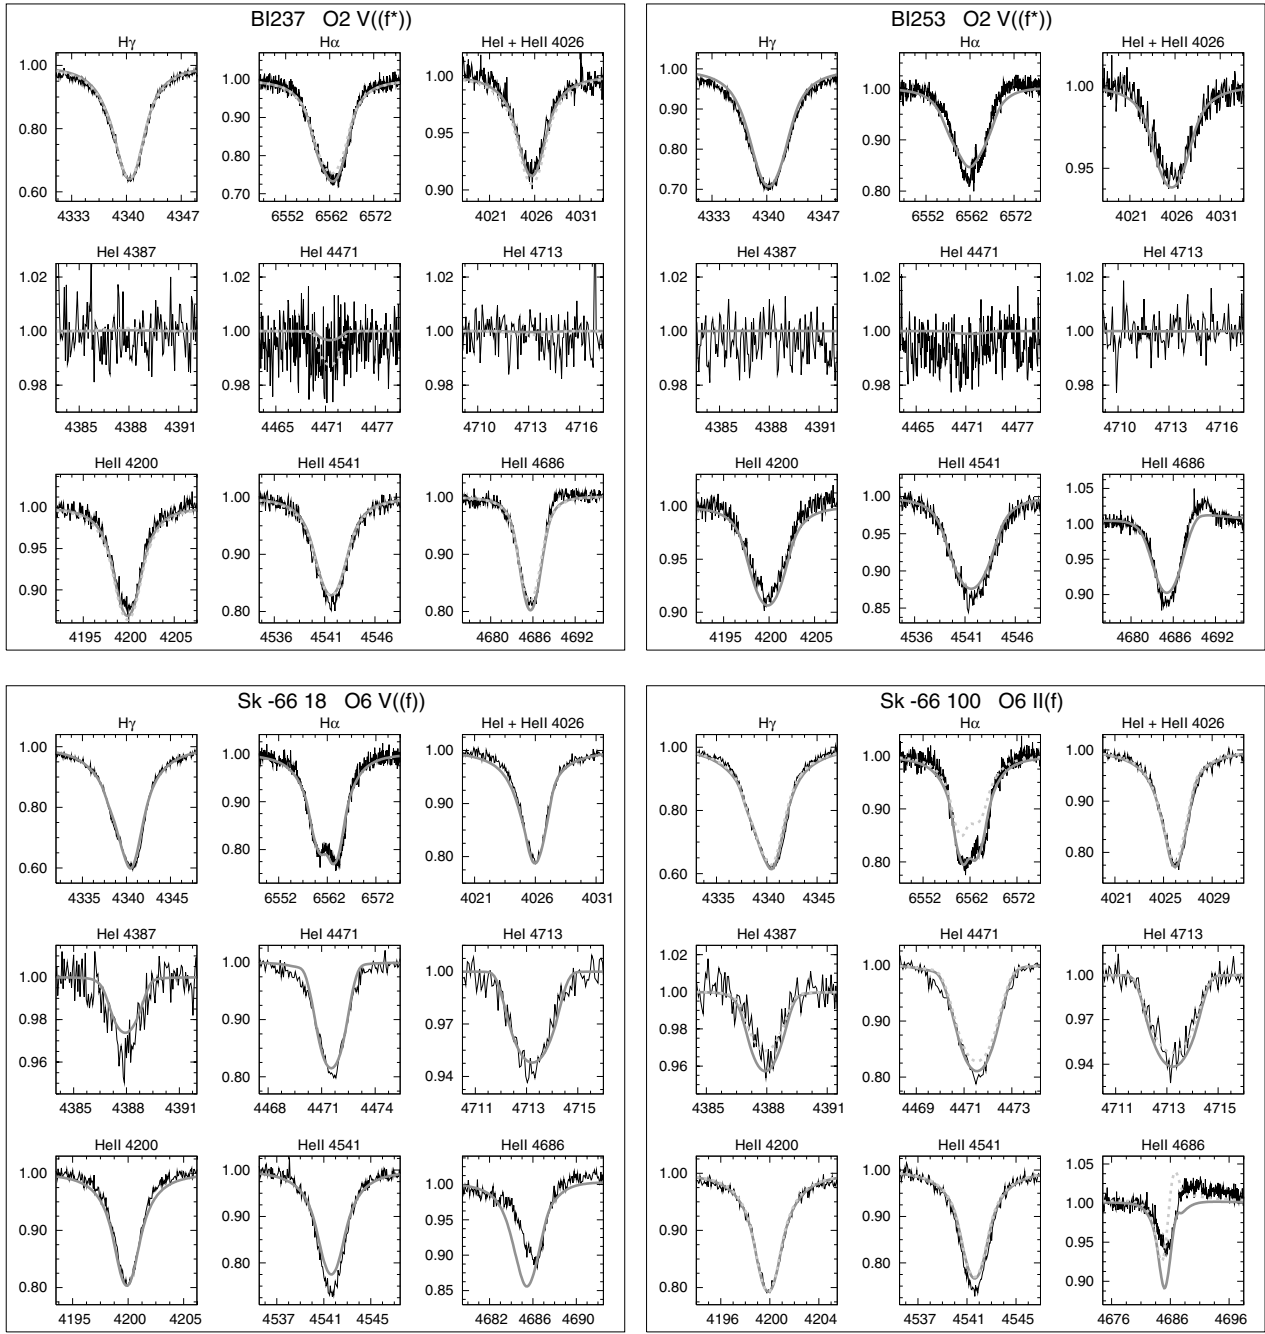 BI237 O2 V((f*))
Hγ
Hα
HeI + HeII 4026
1.00
0.80
0.60
4333 4340 4347
1.00
0.90
0.80
0.70
6552 6562 6572
1.00
0.95
0.90
4021 4026 4031
HeI 4387
HeI 4471
HeI 4713
1.02
1.00
0.98
4385 4388 4391
1.02
1.00
0.98
4465 4471 4477
1.02
1.00
0.98
4710 4713 4716
HeII 4200
HeII 4541
HeII 4686
1.00
0.95
0.90
4195 4200 4205
1.00
0.90
0.80
4536 4541 4546
1.00
0.90
0.80
4680 4686 4692
BI253 O2 V((f*))
Hγ
Hα
HeI + HeII 4026
1.00
0.90
0.80
0.70
4333 4340 4347
1.00
0.90
0.80
6552 6562 6572
1.00
0.95
4021 4026 4031
HeI 4387
HeI 4471
HeI 4713
1.02
1.00
0.98
4385 4388 4391
1.02
1.00
0.98
4465 4471 4477
1.02
1.00
0.98
4710 4713 4716
HeII 4200
HeII 4541
HeII 4686
1.00
0.95
0.90
4195 4200 4205
1.00
0.95
0.90
0.85
4536 4541 4546
1.05
1.00
0.95
0.90
4680 4686 4692
Sk -66 18 O6 V((f))
Hγ
Hα
HeI + HeII 4026
1.00
0.80
0.60
4335 4340 4345
1.00
0.90
0.80
6552 6562 6572
1.00
0.90
0.80
4021 4026 4031
HeI 4387
HeI 4471
HeI 4713
1.00
0.98
0.96
4385 4388 4391
1.00
0.90
0.80
4468 4471 4474
1.00
0.97
0.94
4711 4713 4715
HeII 4200
HeII 4541
HeII 4686
1.00
0.90
0.80
4195 4200 4205
1.00
0.90
0.80
4537 4541 4545
1.00
0.95
0.90
0.85
4682 4686 4690
Sk -66 100 O6 II(f)
Hγ
Hα
HeI + HeII 4026
1.00
0.80
0.60
4335 4340 4345
1.00
0.90
0.80
6552 6562 6572
1.00
0.90
0.80
4021 4025 4029
HeI 4387
HeI 4471
HeI 4713
1.02
1.00
0.98
0.96
4385 4388 4391
1.00
0.90
0.80
4469 4471 4473
1.00
0.97
0.94
4711 4713 4715
HeII 4200
HeII 4541
HeII 4686
1.00
0.90
0.80
4196 4200 4204
1.00
0.90
0.80
4537 4541 4545
1.05
1.00
0.95
0.90
4676 4686 4696